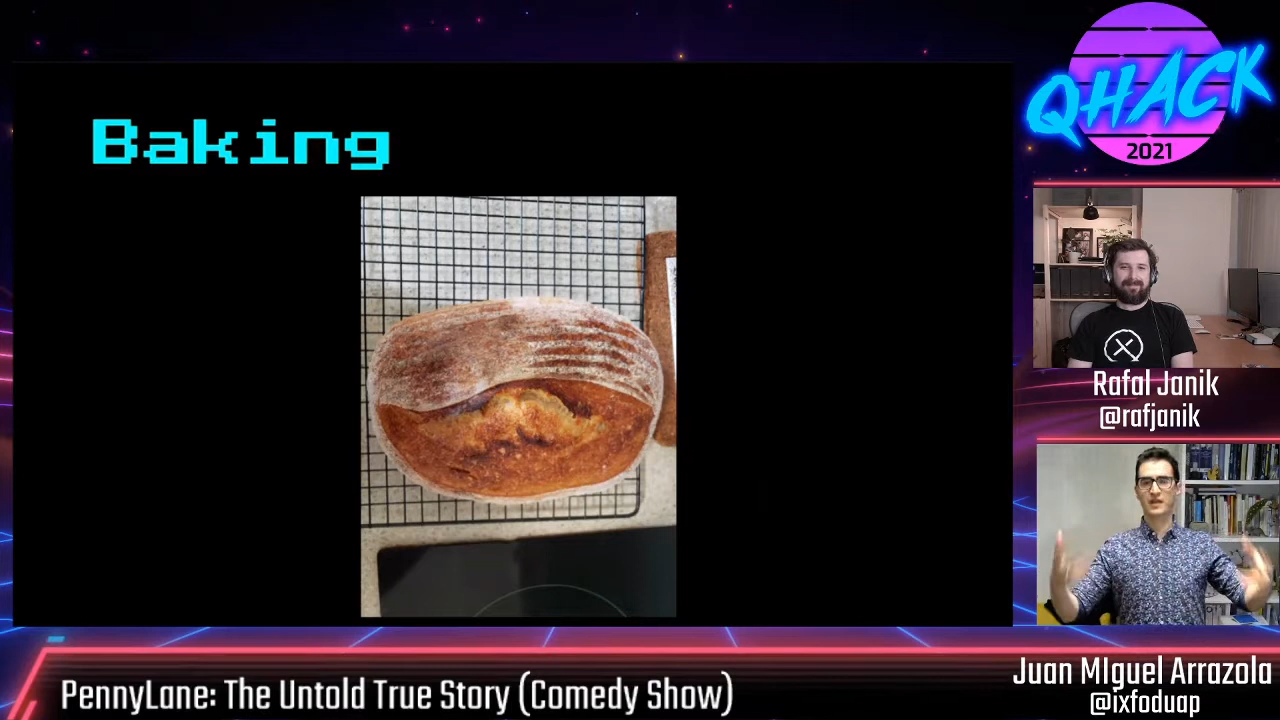 Baking
QHACK
2021
Rafal Janik
@rafjanik
Juan MIguel Arrazola
@ixfoduap
PennyLane: The Untold True Story (Comedy Show)